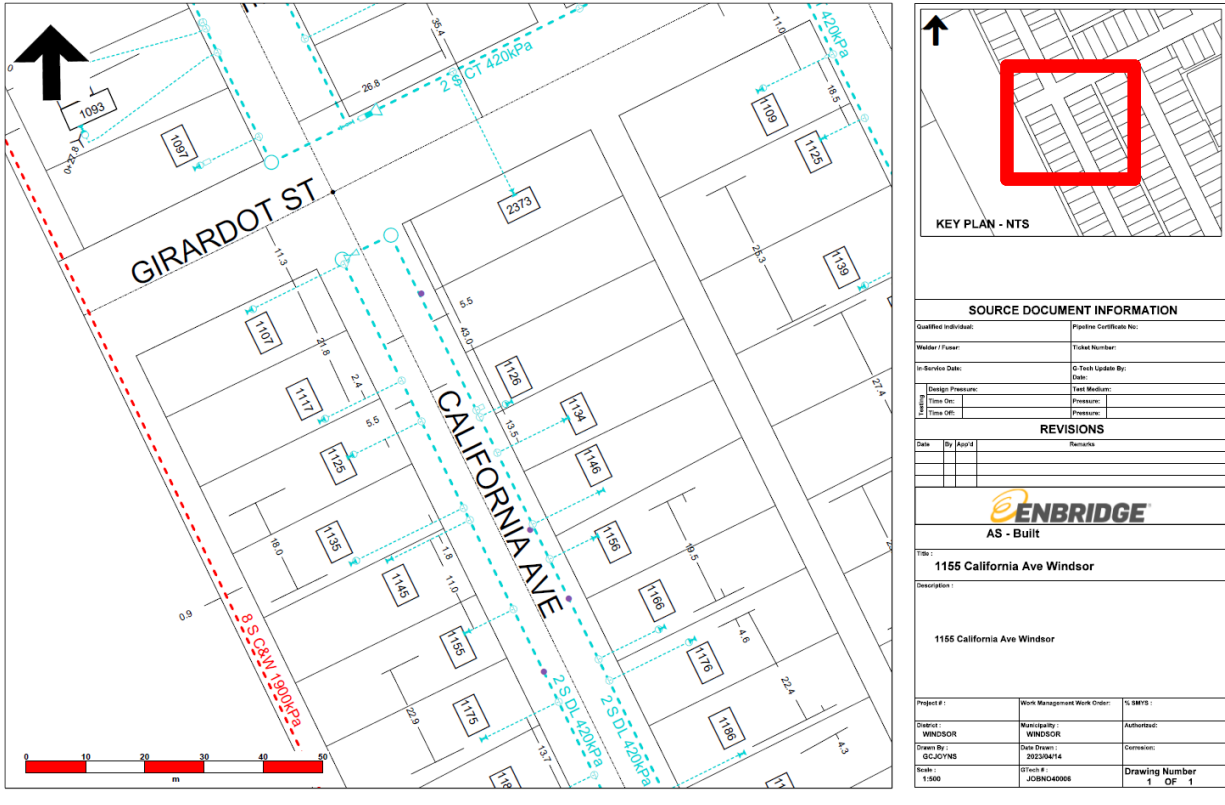 35.4
11.0
420kPa
2 S CT 420kPa
26.8
18.5
0
1093
1097
0+27.8
1109
1125
2373
GIRARDOT ST
11.3
25.3
1139
5.5
43.0
1107
21.8
2.4
1126
27.4
1117
5.5
13.5
1134
CALIFORNIA AVE
1125
1146
1135
18.0
1156
19.5
1.8
11.0
1145
0.9
8 S C&W 1900kPa
1166
1155
4.6
1176
22.9
22.4
1175
2 S DL 420kPa
2 S DL 420kPa
1186
13.7
4.3
0 10 20 30 40 50
m
KEY PLAN - NTS
SOURCE DOCUMENT INFORMATION
Qualified Individual: Pipeline Certificate No:
Welder / Fuser: Ticket Number:
In-Service Date: G-Tech Update By:
Date:
Testing
Design Pressure: Test Medium:
Time On: Pressure:
Time Off: Pressure:
REVISIONS
Date By App'd Remarks
ENBRIDGE
AS - Built
Title :
1155 California Ave Windsor
Description :
1155 California Ave Windsor
Project # : Work Management Work Order: % SMYS :
District : Municipality : Authorized:
WINDSOR WINDSOR
Drawn By : Date Drawn : Corrosion:
GCJOYNS 2023/04/14
Scale : GTech # : Drawing Number
1:500 JOBNO40006 1 OF 1